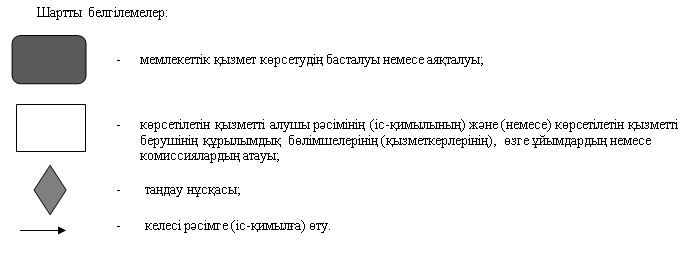 Шартты белгілемелер:
- мемлекеттік қызмет көрсетудің басталуы немесе аяқталуы;
- көрсетілетін қызметті алушы рәсімінің (іс-қимылының) және (немесе) көрсетілетін қызметті
берушінің құрылымдық бөлімшелерінің (қызметкерлерінің), өзге ұйымдардың немесе
комиссиялардың атауы;
- таңдау нұсқасы;
- келесі рәсімге (іс-қимылға) өту.